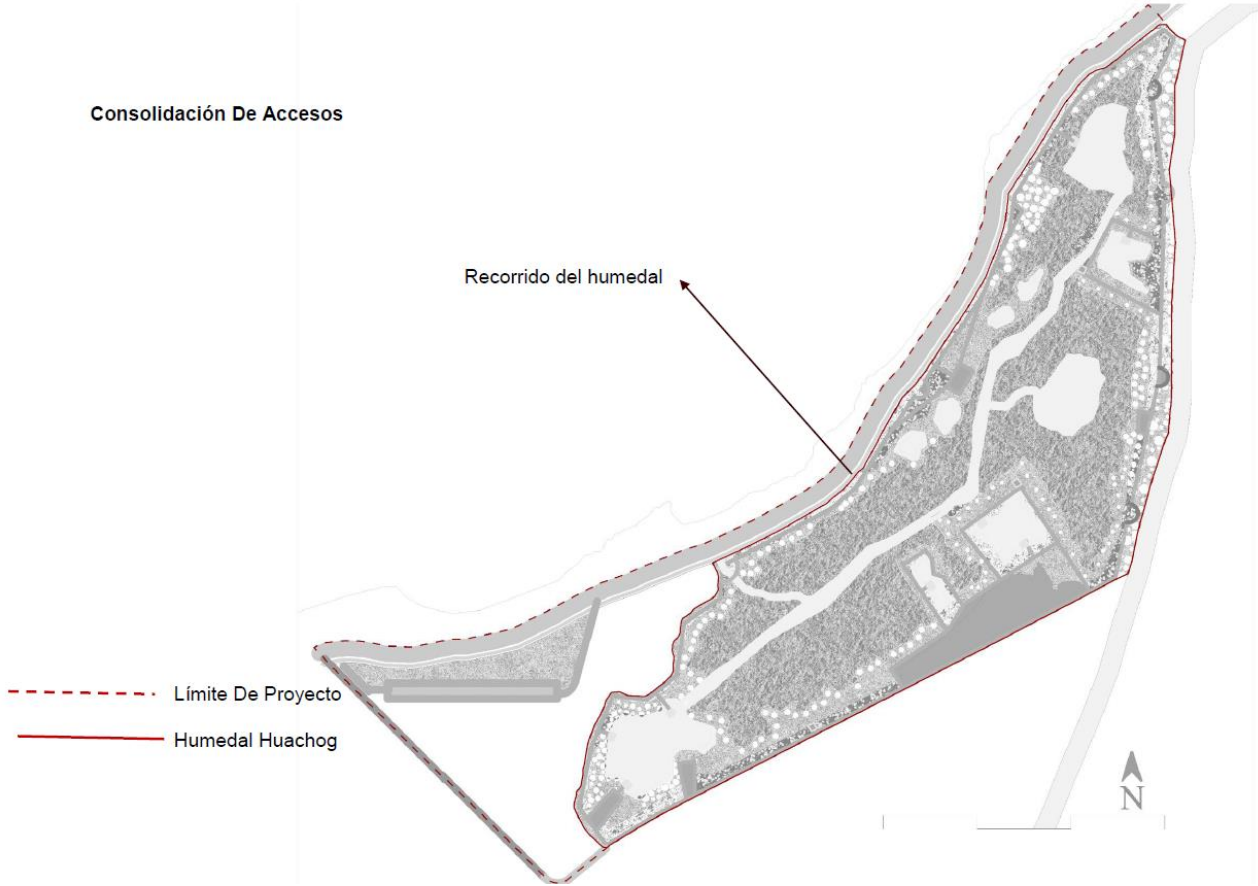 Consolidación De Accesos
Recorrido del humedal
Límite De Proyecto
Humedal Huachog
N